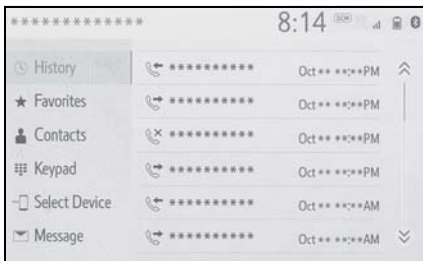 ************* 8:14 DCM
History ********** Oct ** **:**PM
Favorites ********** Oct ** **:**PM
Contacts ********** Oct ** **:**PM
Keypad ********** Oct ** **:**PM
Select Device ********** Oct ** **:**AM
Message ********** Oct ** **:**AM